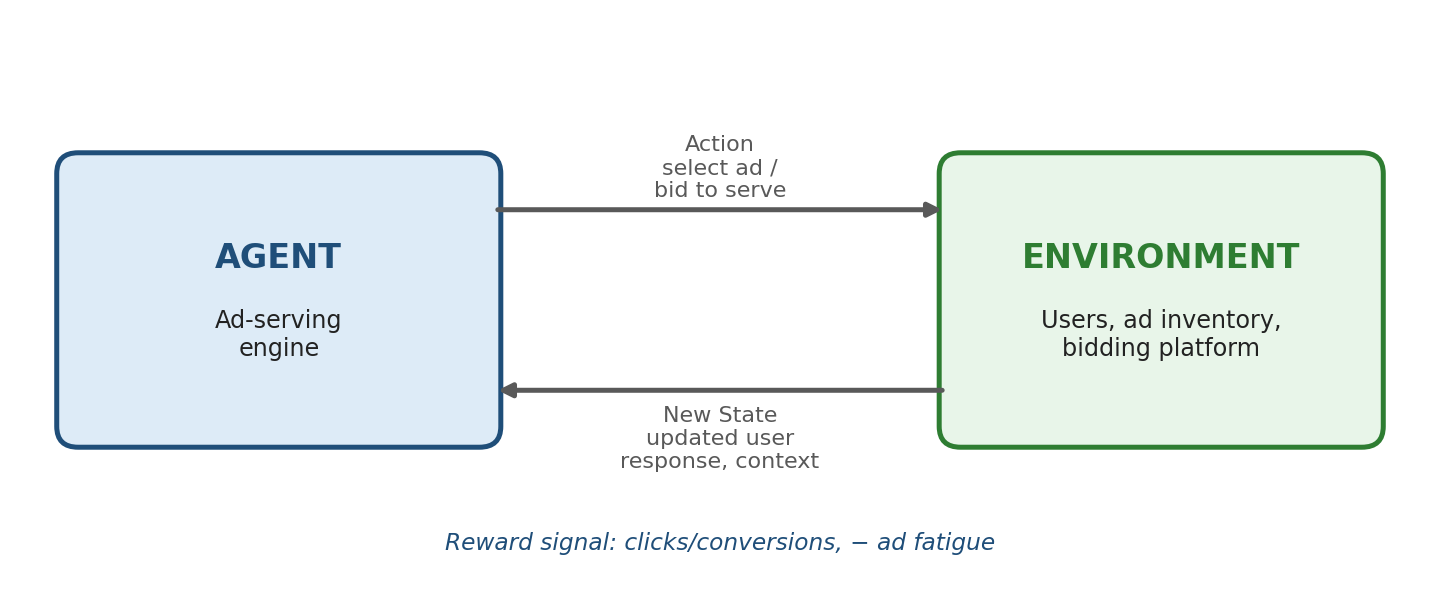 Action
select ad /
bid to serve
AGENT
Ad-serving
engine
ENVIRONMENT
Users, ad inventory,
bidding platform
New State
updated user
response, context
Reward signal: clicks/conversions, − ad fatigue